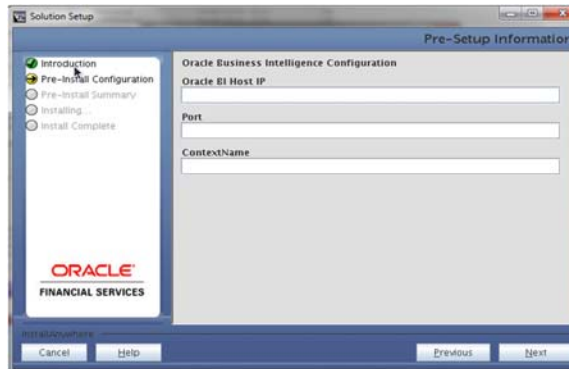 Solution Setup
Pre-Setup Information
Introduction
Pre-Install Configuration
Pre-Install Summary
Installing...
Install Complete
ORACLE
FINANCIAL SERVICES
Oracle Business Intelligence Configuration
Oracle BI Host IP
Port
ContextName
InstallAnywhere
Cancel
Help
Previous
Next